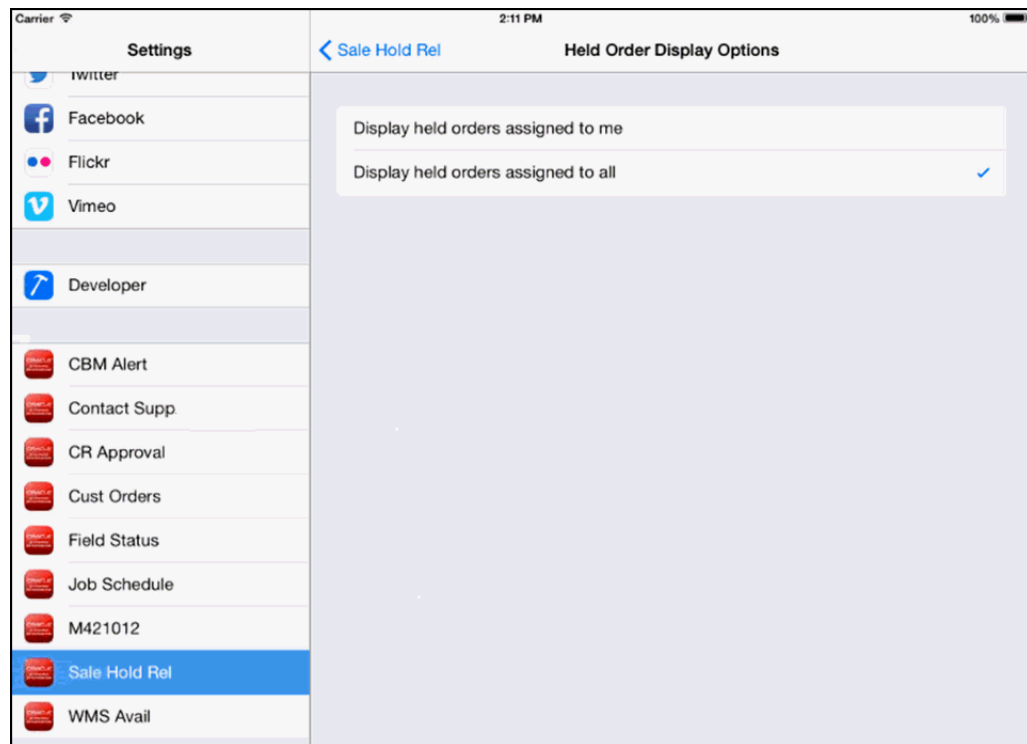 Carrier 2:11 PM 100%
Settings
Sale Hold Rel Held Order Display Options
Twitter
Facebook
Flickr
Vimeo
Developer
CBM Alert
Contact Supp
CR Approval
Cust Orders
Field Status
Job Schedule
M421012
Sale Hold Rel
WMS Avail
Display held orders assigned to me
Display held orders assigned to all